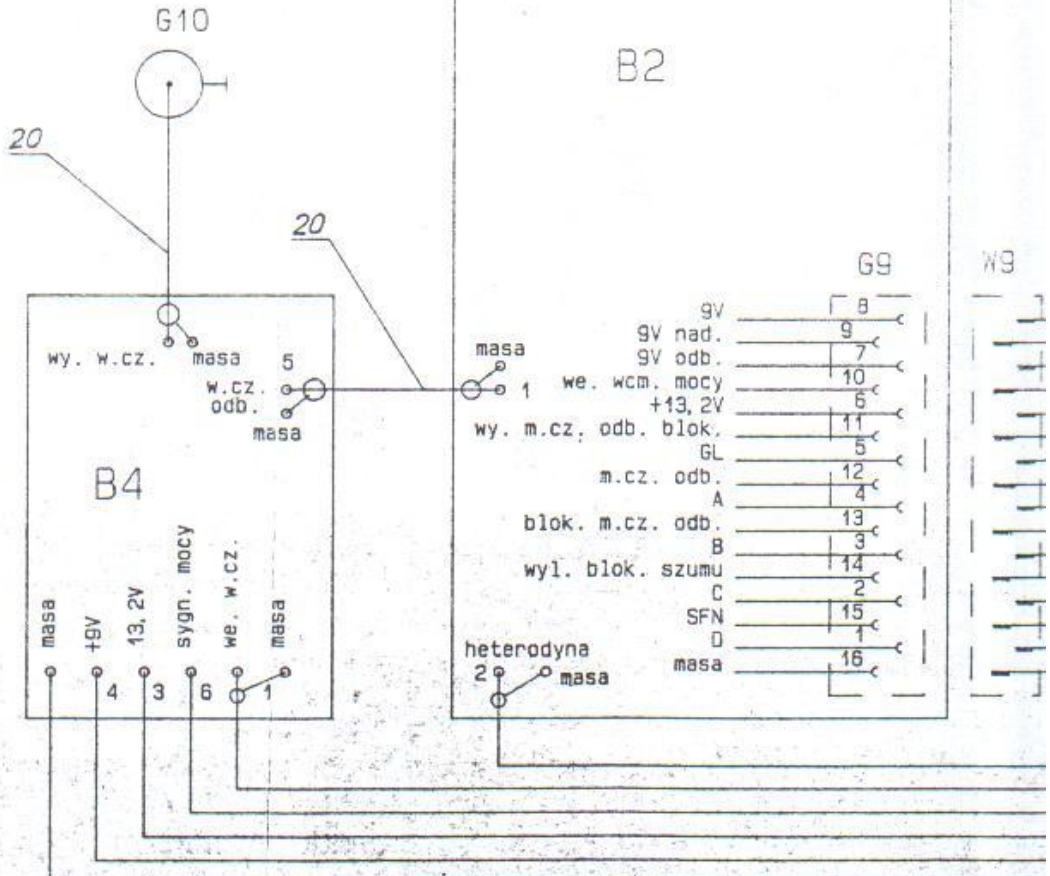 G10
B2
20
20
G9
W9
9V 8
9V nad. 9
9V odb. 7
we. wcm. mocy 10
+13,2V 6
wy. m.cz. odb. blok. 11
GL 5
m.cz. odb. 12
A 4
blok. m.cz. odb. 13
B 3
wyl. blok. szumu 14
C 2
SFN 15
D 1
masa 16
wy. w.cz.
masa
5
w.cz.
odb.
masa
masa
1
B4
masa
+9V
13,2V
sygn. mocy
we. w.cz.
masa
4
3
6
1
heterodyna
2
masa